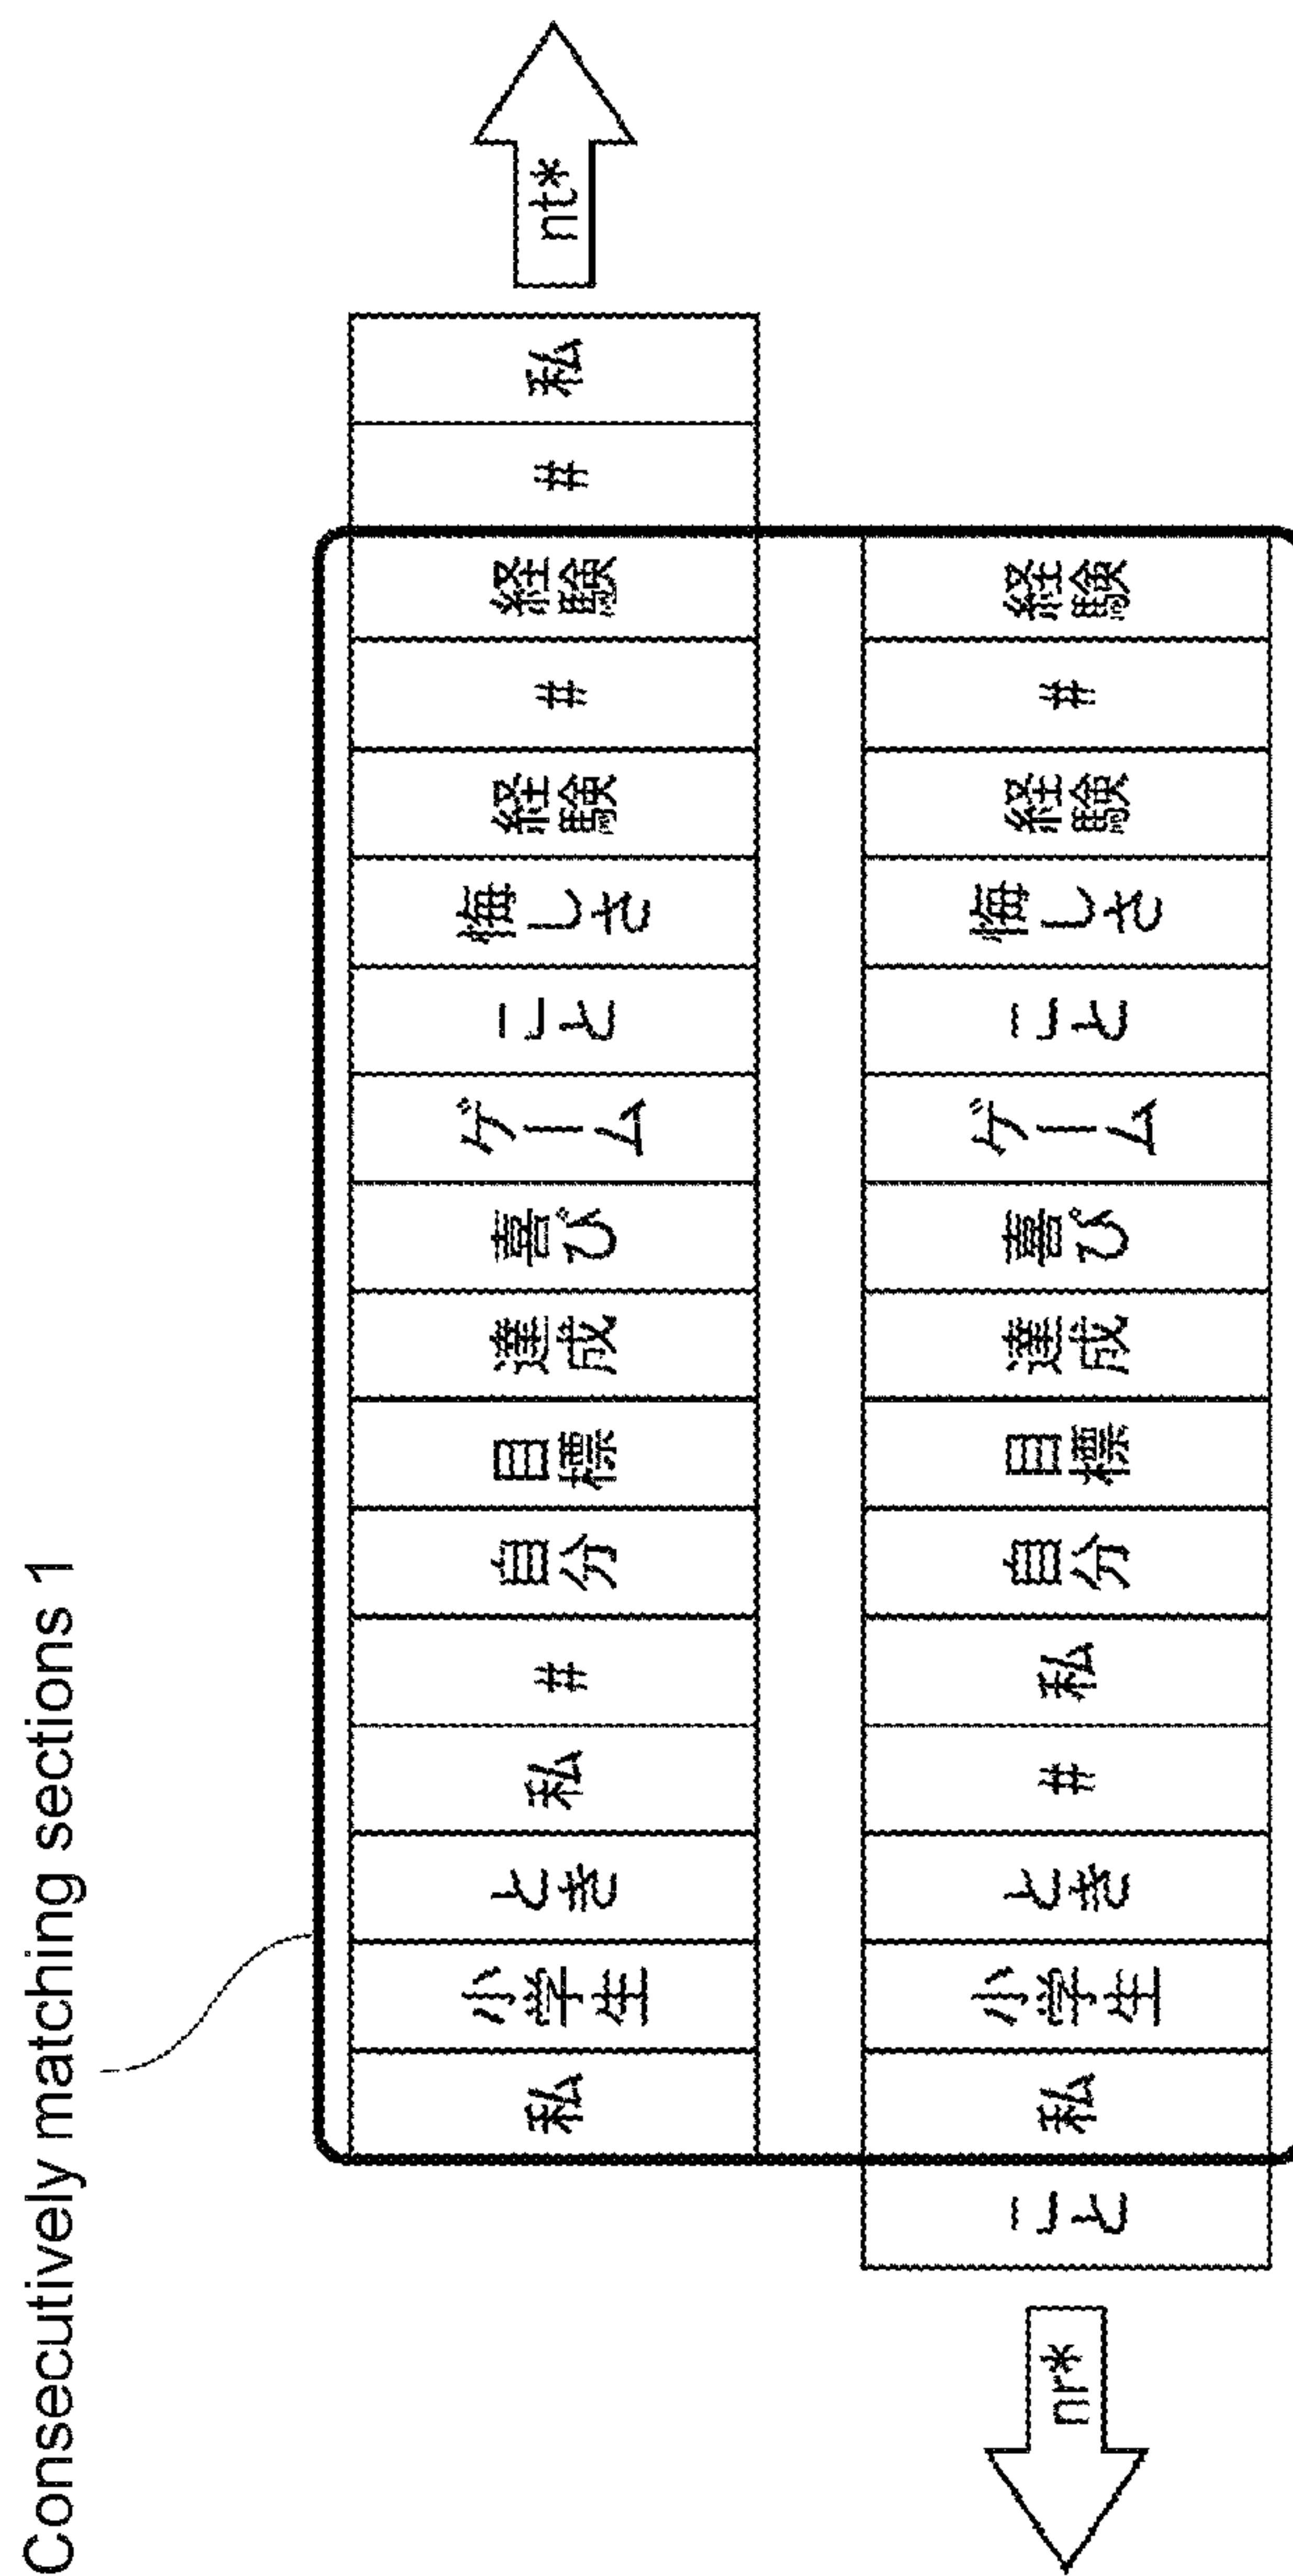 Consecutively matching sections 1
私 小学生 とき 私 # 自分 目標 達成 喜び ゲーム こと 悔しさ 経験 # 経験 # 私 nt*
nr* こと 私 小学生 とき # 私 自分 目標 達成 喜び ゲーム こと 悔しさ 経験 # 経験